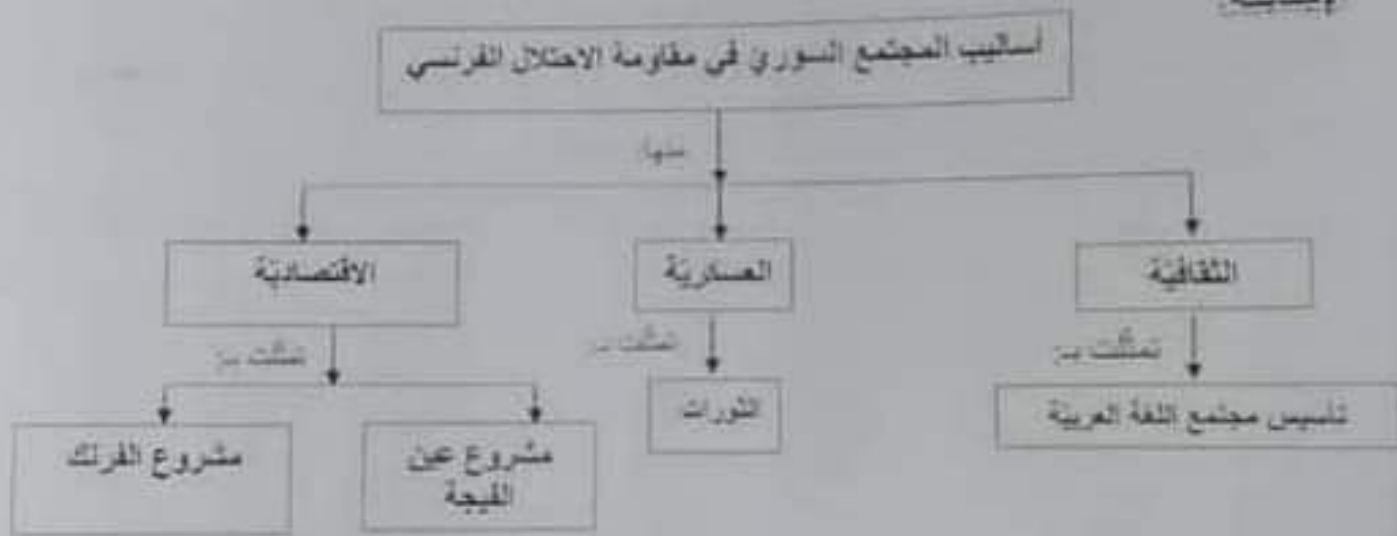 أساليب المجتمع السوري في مقاومة الاحتلال الفرنسي
منها
الثقافية
العسكرية
الاقتصادية
تمثلت بـ:
تمثلت بـ:
تمثلت بـ:
تأسيس مجتمع اللغة العربية
الثورات
مشروع عين
الفيجة
مشروع الفرنك